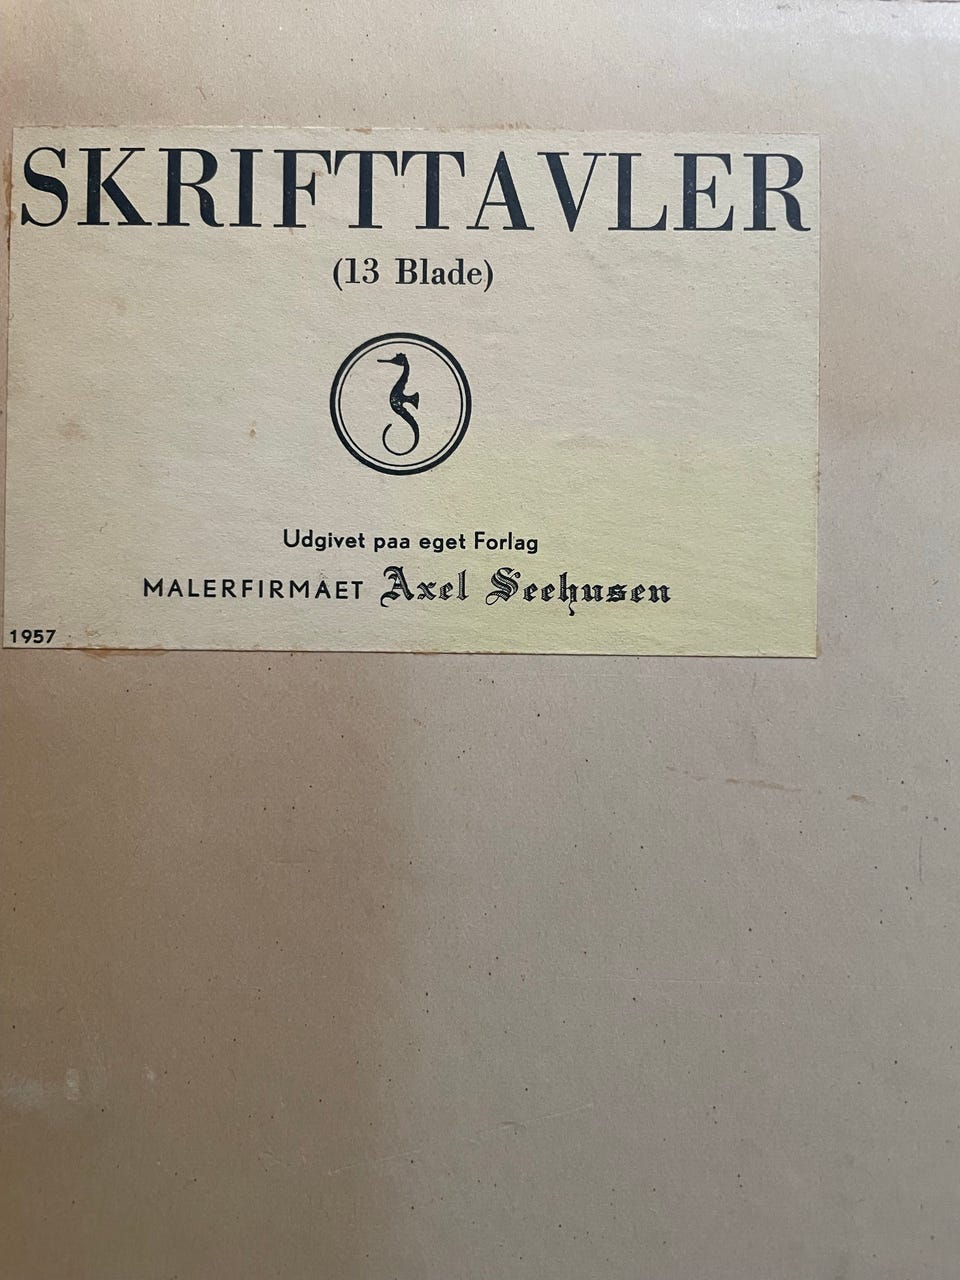 SKRIFTTAVLER
(13 Blade)
Udgivet paa eget Forlag
MALERFIRMAET Axel Seehusen
1957